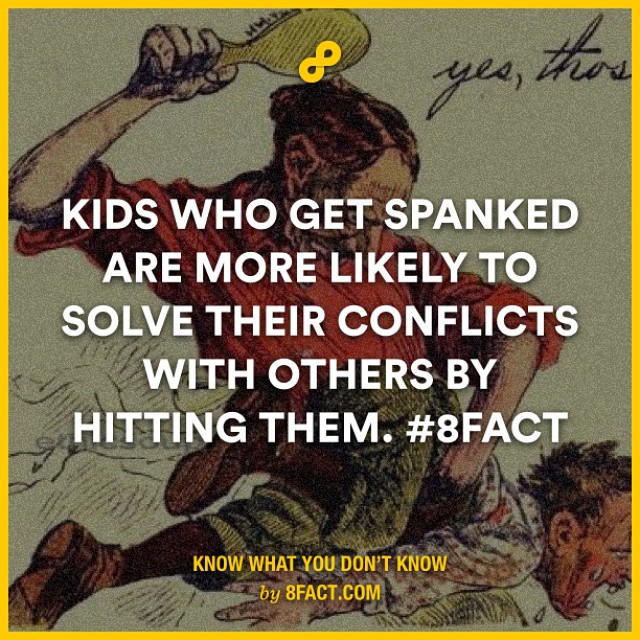 yes, thos
KIDS WHO GET SPANKED
ARE MORE LIKELY TO
SOLVE THEIR CONFLICTS
WITH OTHERS BY
HITTING THEM. #8FACT
KNOW WHAT YOU DON'T KNOW
by 8FACT.COM